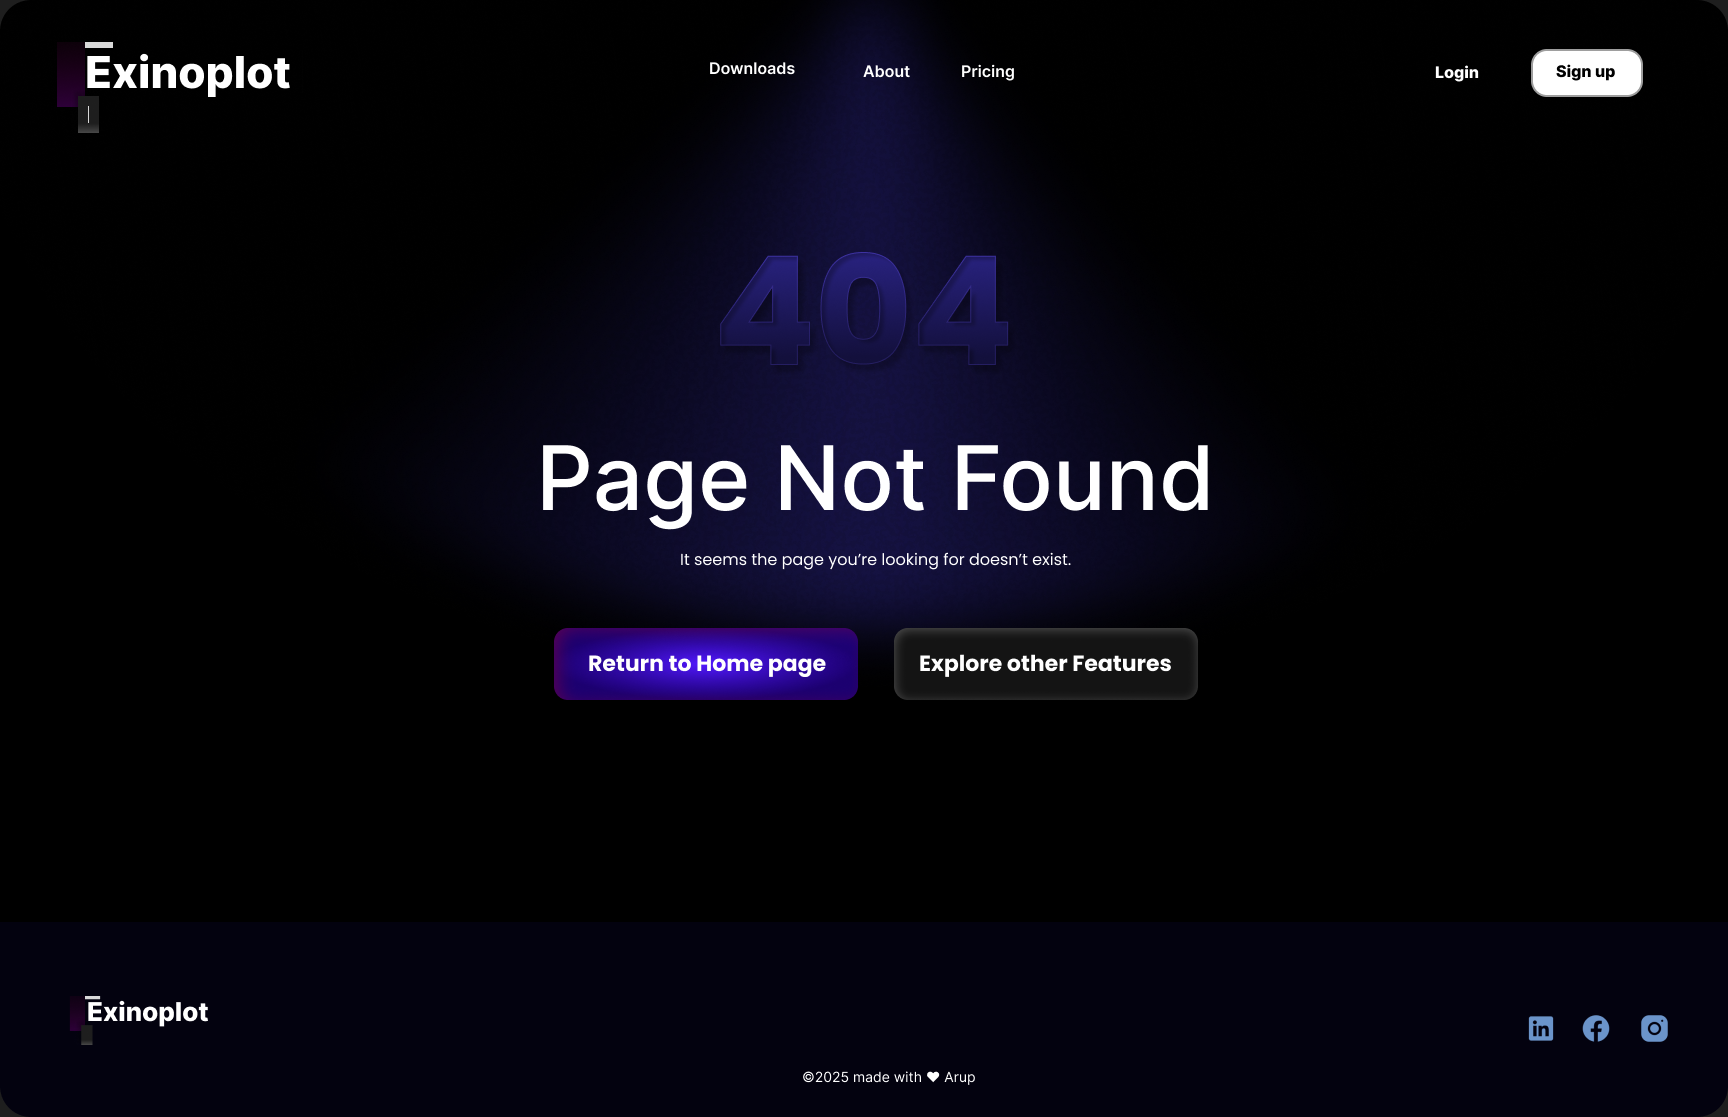 Exinoplot
Downloads About Pricing
Login Sign up
404
Page Not Found
It seems the page you’re looking for doesn’t exist.
Return to Home page Explore other Features
Exinoplot
©2025 made with ♥ Arup